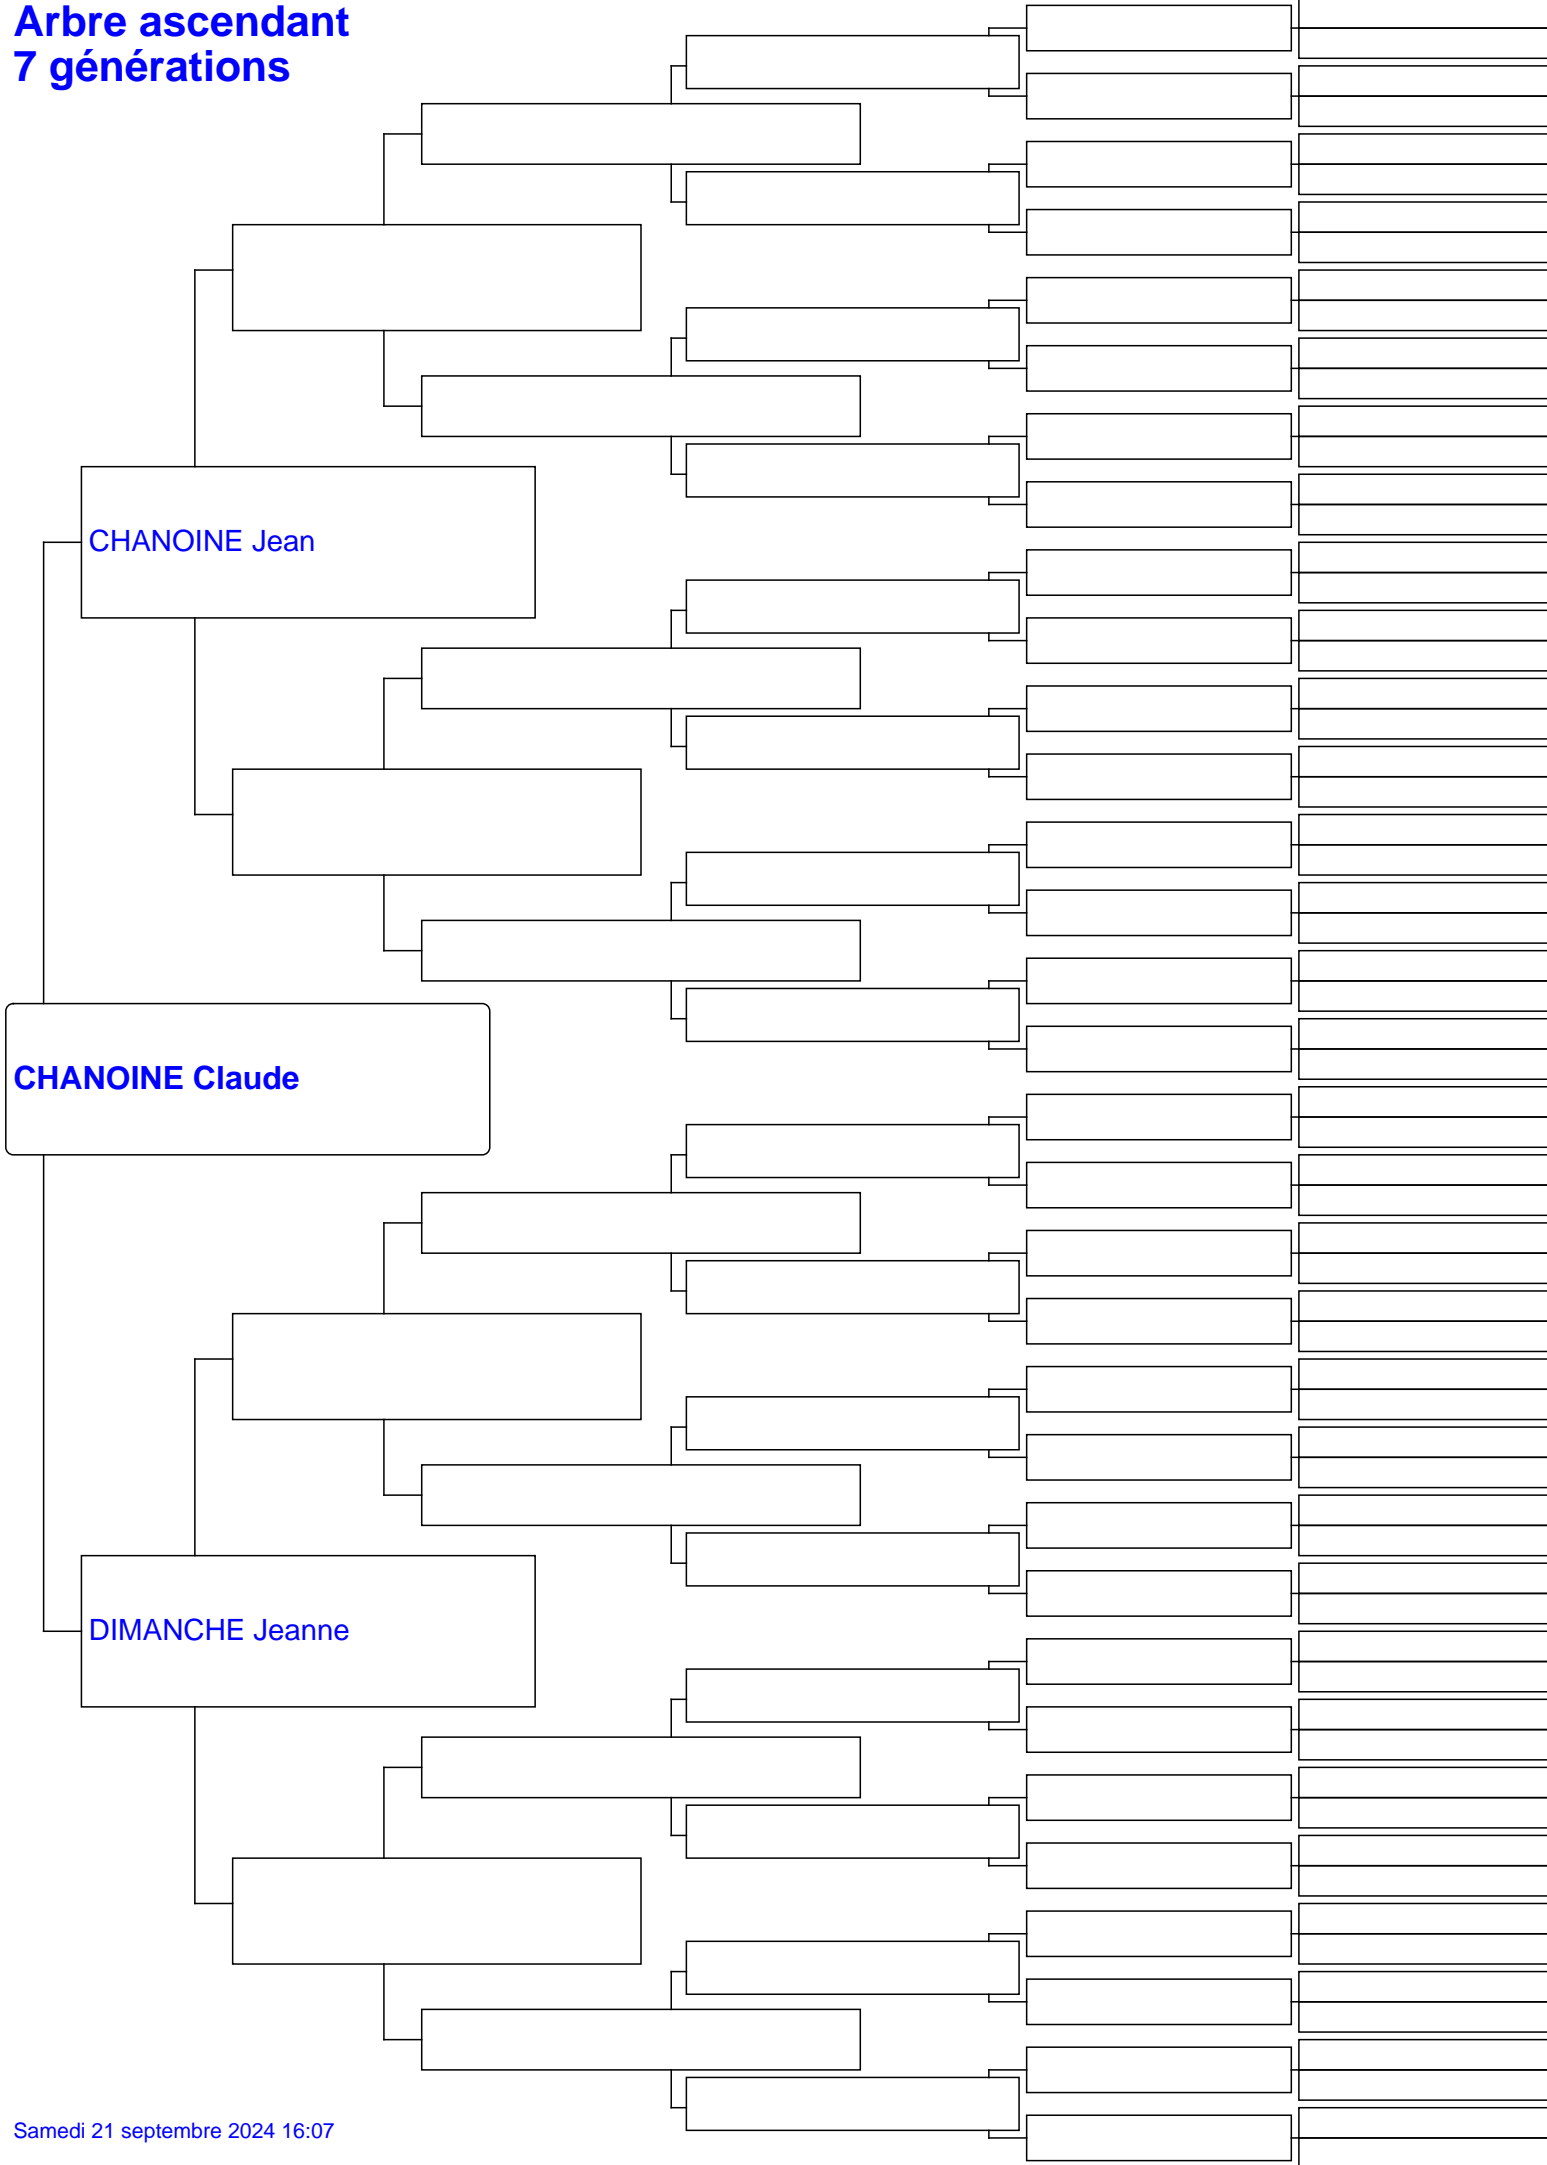 Arbre ascendant
7 générations
CHANOINE Jean
CHANOINE Claude
DIMANCHE Jeanne
Samedi 21 septembre 2024 16:07